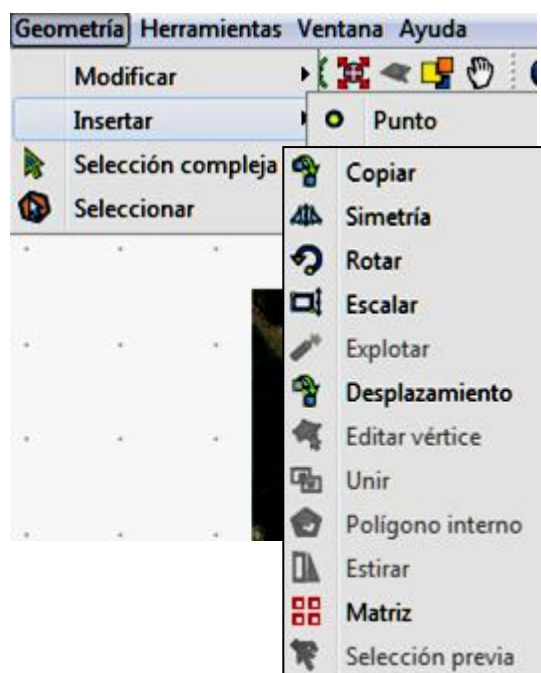 Geometría Herramientas Ventana Ayuda
Modificar
Insertar
Punto
Selección compleja
Seleccionar
Copiar
Simetría
Rotar
Escalar
Explotar
Desplazamiento
Editar vértice
Unir
Polígono interno
Estirar
Matriz
Selección previa